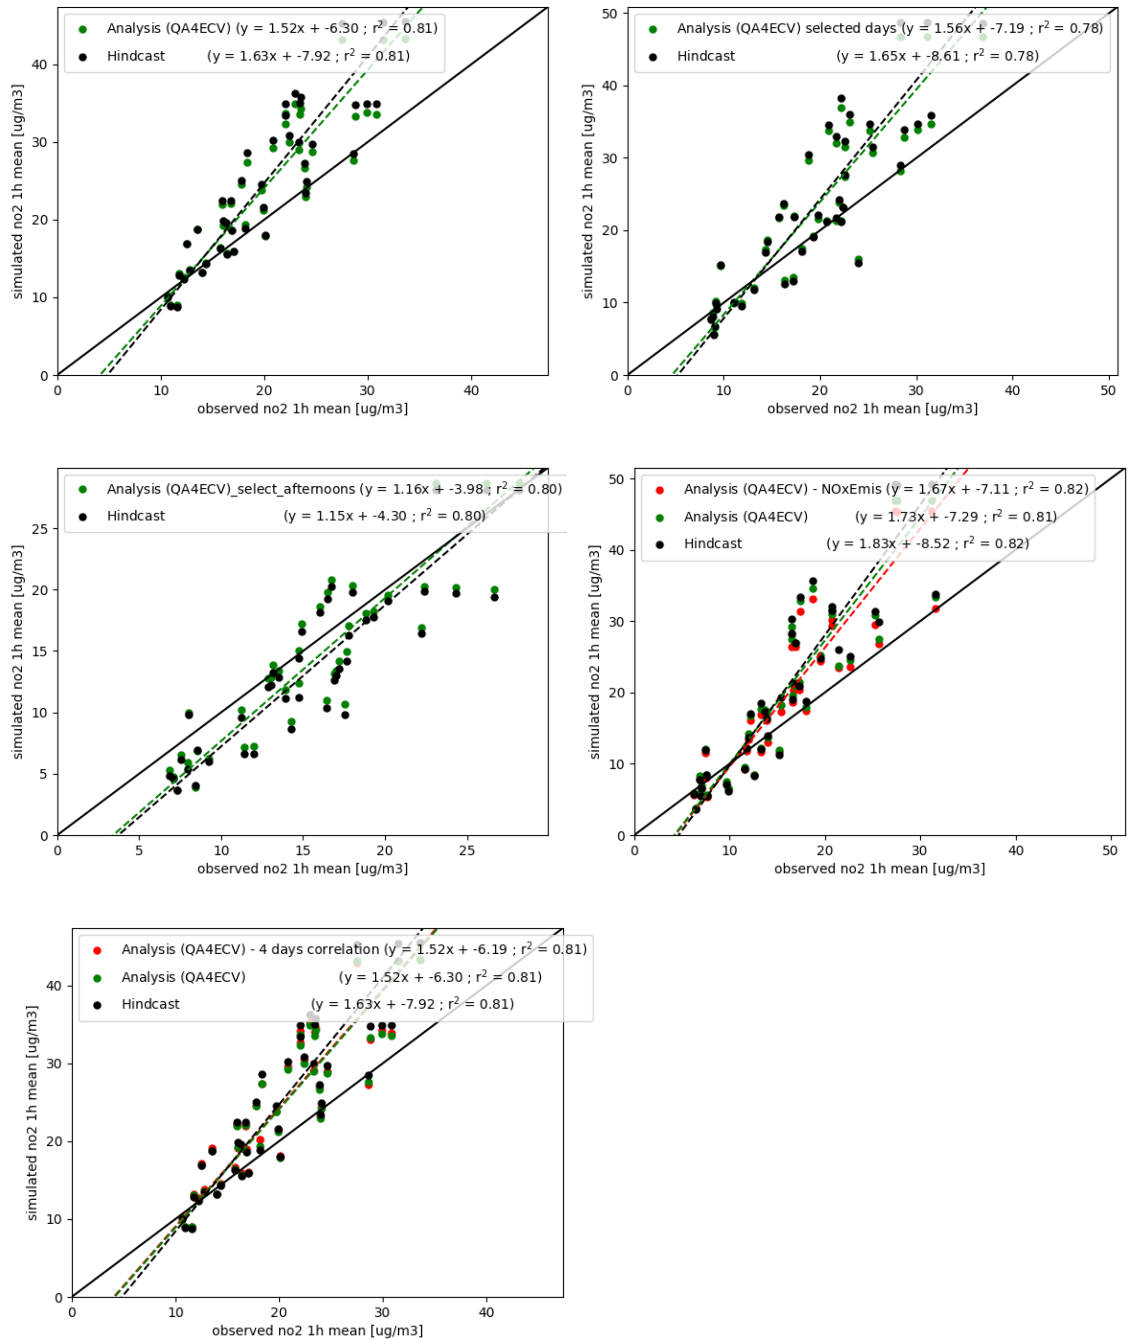 Analysis (QA4ECV) (y = 1.52x + -6.30 ; r² = 0.81)
Hindcast (y = 1.63x + -7.92 ; r² = 0.81)
simulated no2 1h mean [ug/m3]
40
30
20
10
0
0 10 20 30 40
observed no2 1h mean [ug/m3]
Analysis (QA4ECV) selected days (y = 1.56x + -7.19 ; r² = 0.78)
Hindcast (y = 1.65x + -8.61 ; r² = 0.78)
simulated no2 1h mean [ug/m3]
50
40
30
20
10
0
0 10 20 30 40 50
observed no2 1h mean [ug/m3]
Analysis (QA4ECV)_select_afternoons (y = 1.16x + -3.98 ; r² = 0.80)
Hindcast (y = 1.15x + -4.30 ; r² = 0.80)
simulated no2 1h mean [ug/m3]
25
20
15
10
5
0
0 5 10 15 20 25
observed no2 1h mean [ug/m3]
Analysis (QA4ECV) - NOxEmis (y = 1.67x + -7.11 ; r² = 0.82)
Analysis (QA4ECV) (y = 1.73x + -7.29 ; r² = 0.81)
Hindcast (y = 1.83x + -8.52 ; r² = 0.82)
simulated no2 1h mean [ug/m3]
50
40
30
20
10
0
0 10 20 30 40 50
observed no2 1h mean [ug/m3]
Analysis (QA4ECV) - 4 days correlation (y = 1.52x + -6.19 ; r² = 0.81)
Analysis (QA4ECV) (y = 1.52x + -6.30 ; r² = 0.81)
Hindcast (y = 1.63x + -7.92 ; r² = 0.81)
simulated no2 1h mean [ug/m3]
40
30
20
10
0
0 10 20 30 40
observed no2 1h mean [ug/m3]